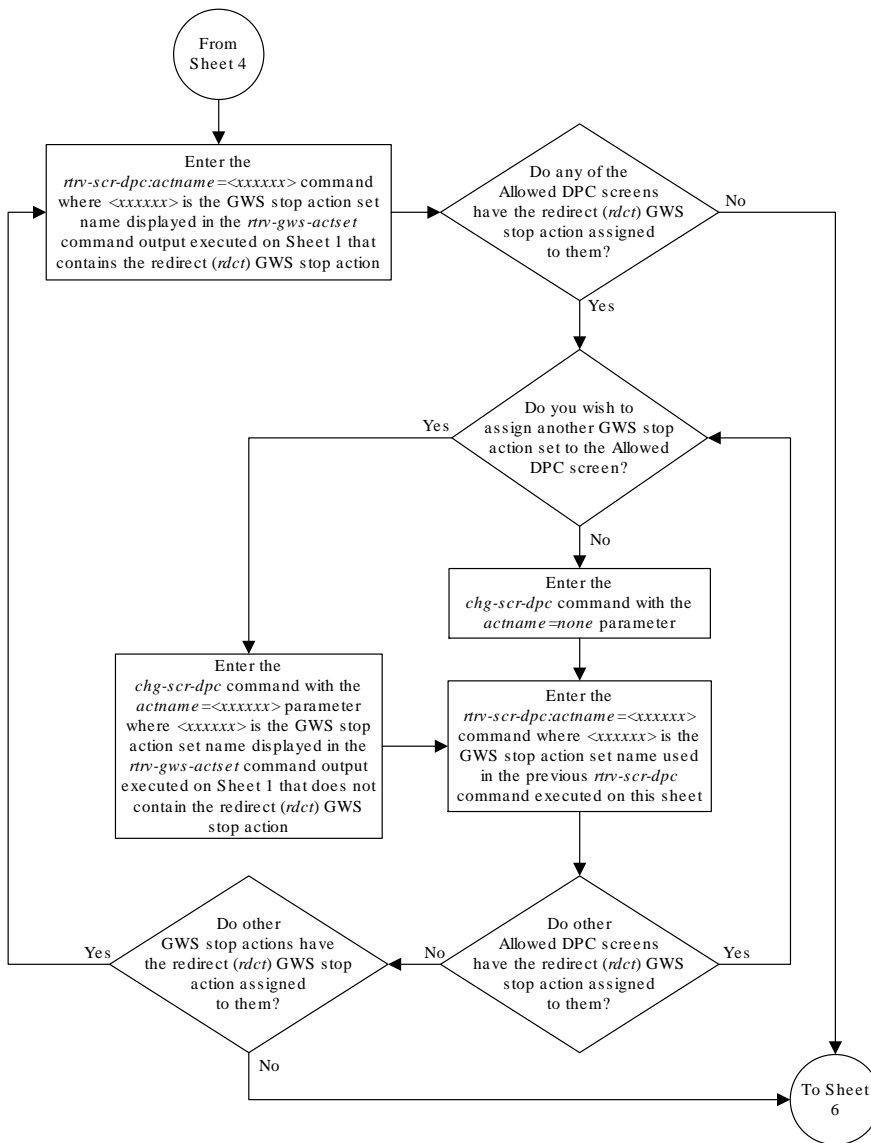 From
Sheet 4
Enter the
rtrv-scr-dpc:actname=<xxxxxx> command
where <xxxxxx> is the GWS stop action set
name displayed in the rtrv-gws-actset
command output executed on Sheet 1 that
contains the redirect (rdct) GWS stop action
Do any of the
Allowed DPC screens
have the redirect (rdct) GWS
stop action assigned
to them?
No
Yes
Do you wish to
assign another GWS stop
action set to the Allowed
DPC screen?
Yes
No
Enter the
chg-scr-dpc command with the
actname=none parameter
Enter the
chg-scr-dpc command with the
actname=<xxxxxx> parameter
where <xxxxxx> is the GWS stop
action set name displayed in the
rtrv-gws-actset command output
executed on Sheet 1 that does not
contain the redirect (rdct) GWS
stop action
Enter the
rtrv-scr-dpc:actname=<xxxxxx>
command where <xxxxxx> is the
GWS stop action set name used
in the previous rtrv-scr-dpc
command executed on this sheet
Do other
Allowed DPC screens
have the redirect (rdct) GWS
stop action assigned
to them?
Yes
No
Do other
GWS stop actions have
the redirect (rdct) GWS stop
action assigned
to them?
Yes
No
To Sheet
6